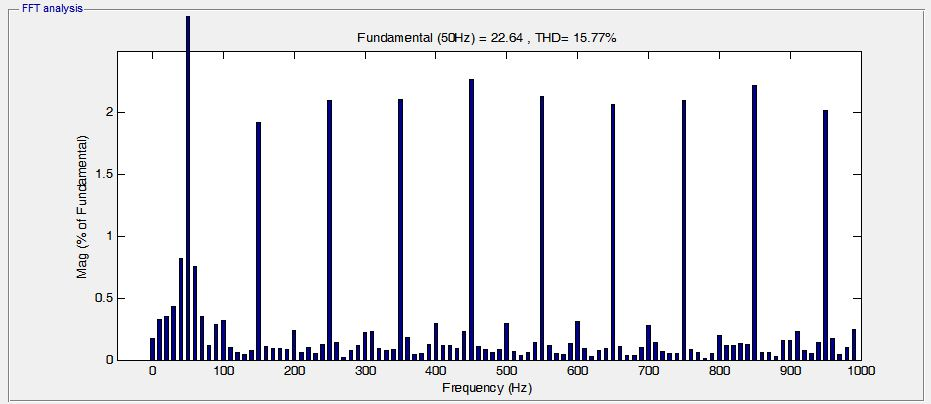 FFT analysis
Fundamental (50Hz) = 22.64 , THD= 15.77%
Mag (% of Fundamental)
2
1.5
1
0.5
0
0 100 200 300 400 500 600 700 800 900 1000
Frequency (Hz)